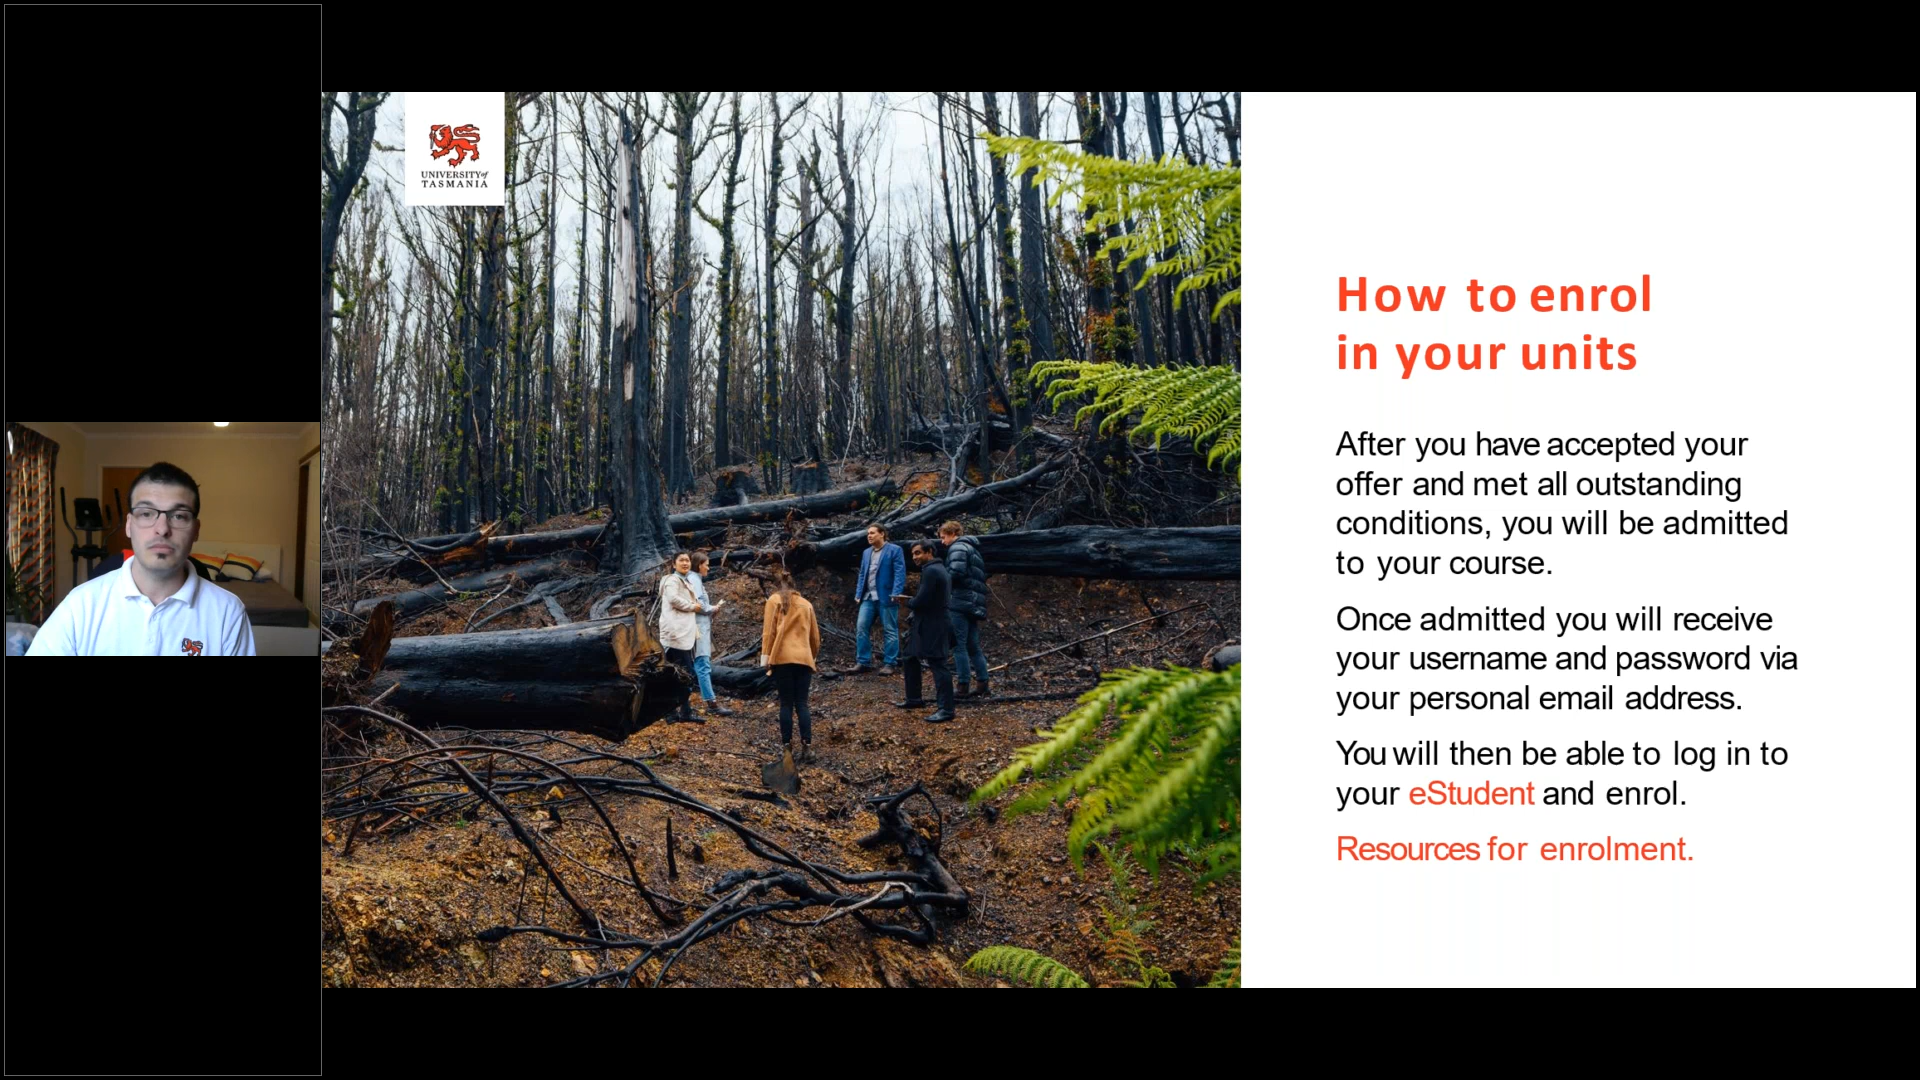 UNIVERSITY of
TASMANIA
How to enrol
in your units
After you have accepted your
offer and met all outstanding
conditions, you will be admitted
to your course.
Once admitted you will receive
your username and password via
your personal email address.
You will then be able to log in to
your eStudent and enrol.
Resources for enrolment.